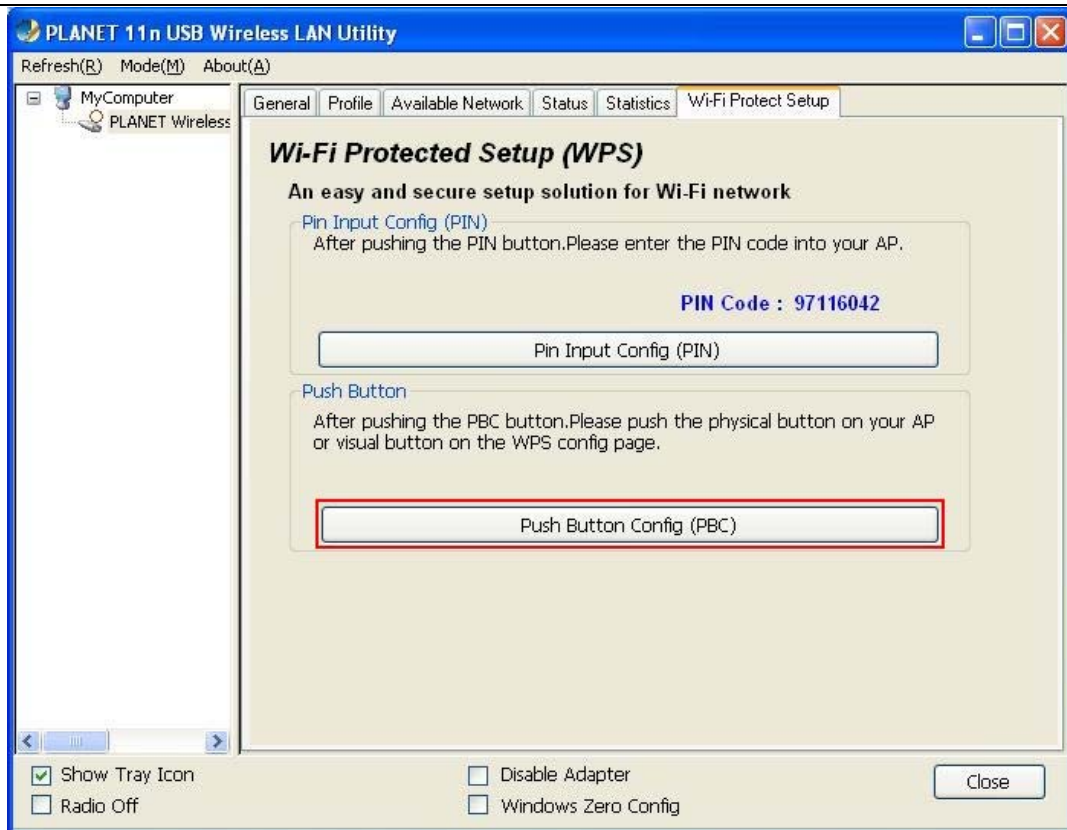 PLANET 11n USB Wireless LAN Utility
Refresh(R) Mode(M) About(A)
MyComputer
PLANET Wireless
General Profile Available Network Status Statistics Wi-Fi Protect Setup
Wi-Fi Protected Setup (WPS)
An easy and secure setup solution for Wi-Fi network
Pin Input Config (PIN)
After pushing the PIN button.Please enter the PIN code into your AP.
PIN Code : 97116042
Pin Input Config (PIN)
Push Button
After pushing the PBC button.Please push the physical button on your AP
or visual button on the WPS config page.
Push Button Config (PBC)
Show Tray Icon
Disable Adapter
Radio Off
Windows Zero Config
Close